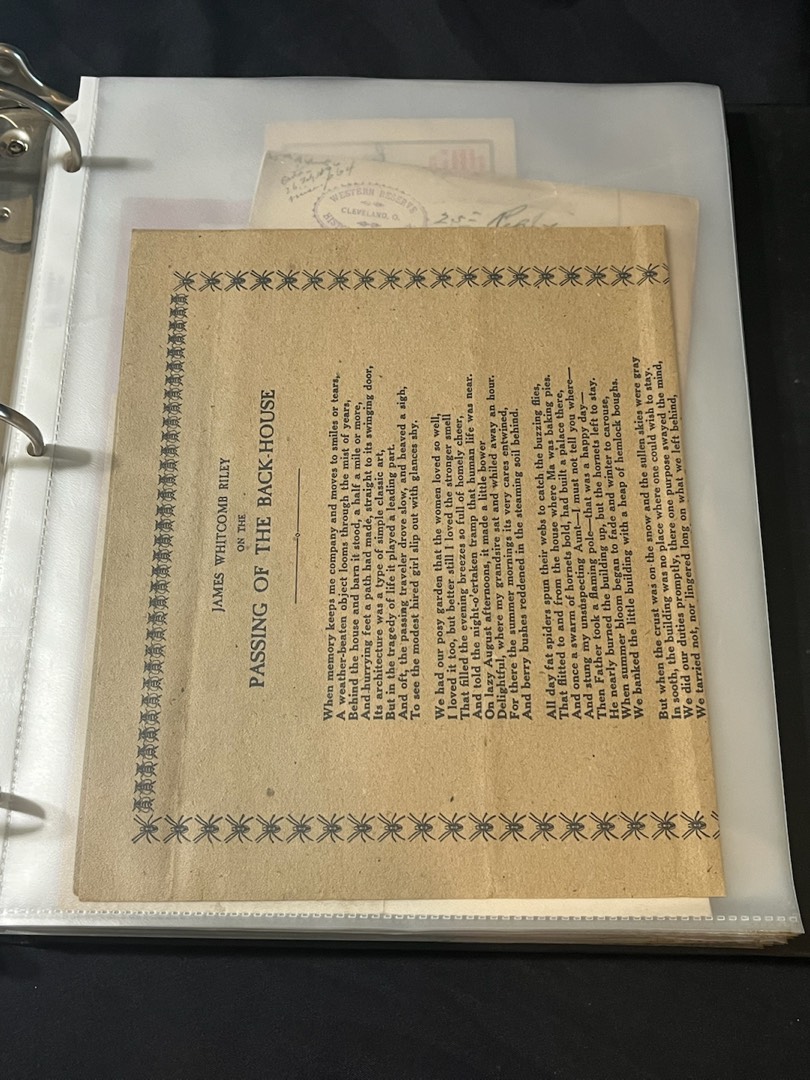 WESTERN RESERVE
CLEVELAND, O.
JAMES WHITCOMB RILEY
ON THE
PASSING OF THE BACK-HOUSE
When memory keeps me company and moves to smiles or tears,
A weather-beaten object looms through the mist of years,
Behind the house and barn it stood, a half a mile or more,
And hurrying feet a path had made, straight to its swinging door,
Its architecture was a type of simple classic art,
But in the tragedy of life it played a leading part.
And oft, the passing traveler drove slow, and heaved a sigh,
To see the modest hired girl slip out with glances shy.
We had our posy garden that the women loved so well,
I loved it too, but better still I loved the stronger smell
That filled the evening breezes so full of homely cheer,
And told the night-o'ertaken tramp that human life was near.
On lazy August afternoons, it made a little bower
Delightful, where my grandsire sat and whiled away an hour.
For there the summer mornings its very cares entwined,
And berry bushes reddened in the steaming soil behind.
All day fat spiders spun their webs to catch the buzzing flies,
That flitted to and from the house where Ma was baking pies.
And once a swarm of hornets bold, had built a palace there,
And stung my unsuspecting Aunt—I must not tell you where—
Then Father took a flaming pole—that was a happy day—
He nearly burned the building up, but the hornets left to stay.
When summer bloom began to fade and winter to carouse,
We banked the little building with a heap of hemlock boughs.
But when the crust was on the snow and the sullen skies were gray
In sooth, the building was no place where one could wish to stay.
We did our duties promptly, there one purpose swayed the mind,
We tarried not, nor lingered long on what we left behind,